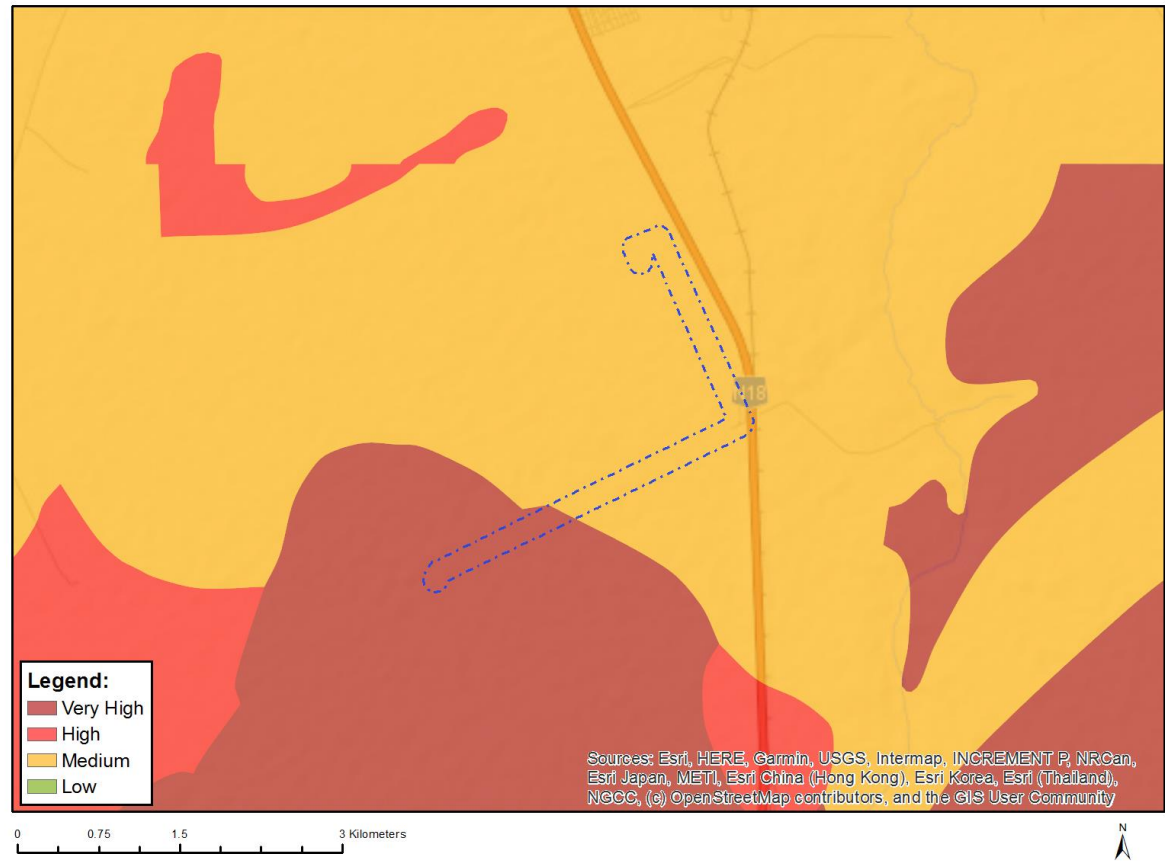 N18
Legend:
Very High
High
Medium
Low
Sources: Esri, HERE, Garmin, USGS, Intermap, INCREMENT P, NRCan,
Esri Japan, METI, Esri China (Hong Kong), Esri Korea, Esri (Thailand),
NGCC, (c) OpenStreetMap contributors, and the GIS User Community
0 0.75 1.5 3 Kilometers
N